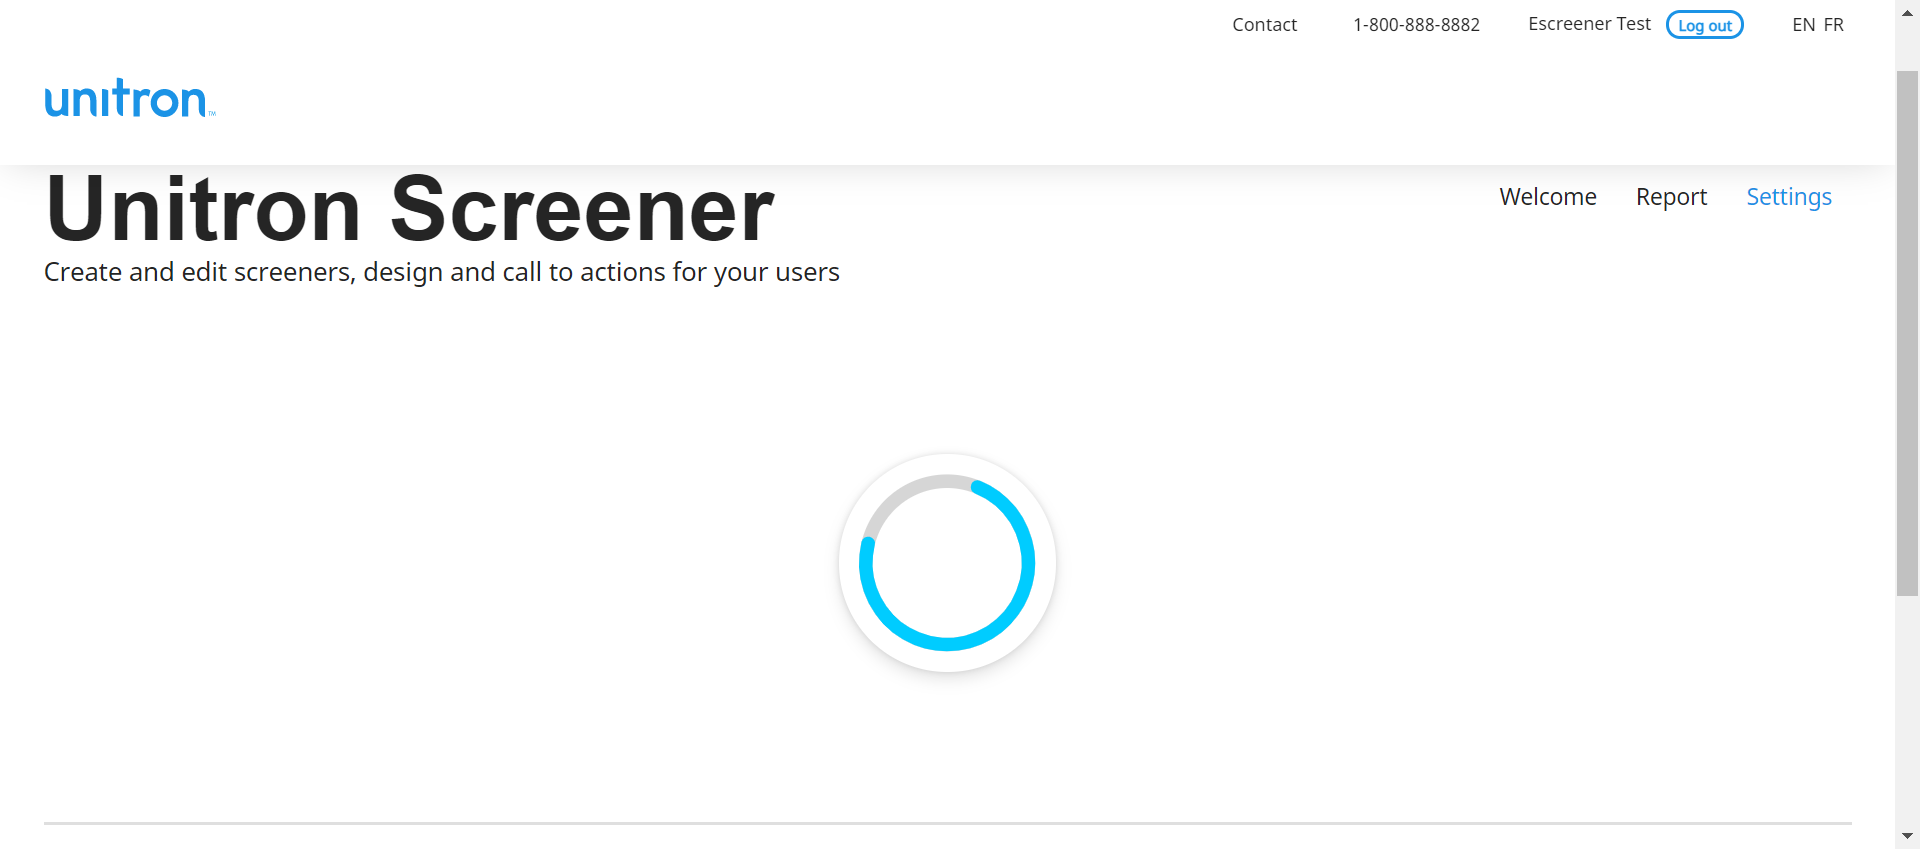 Contact 1-800-888-8882 Escreener Test Log out EN FR
unitron™
Unitron Screener
Welcome Report Settings
Create and edit screeners, design and call to actions for your users